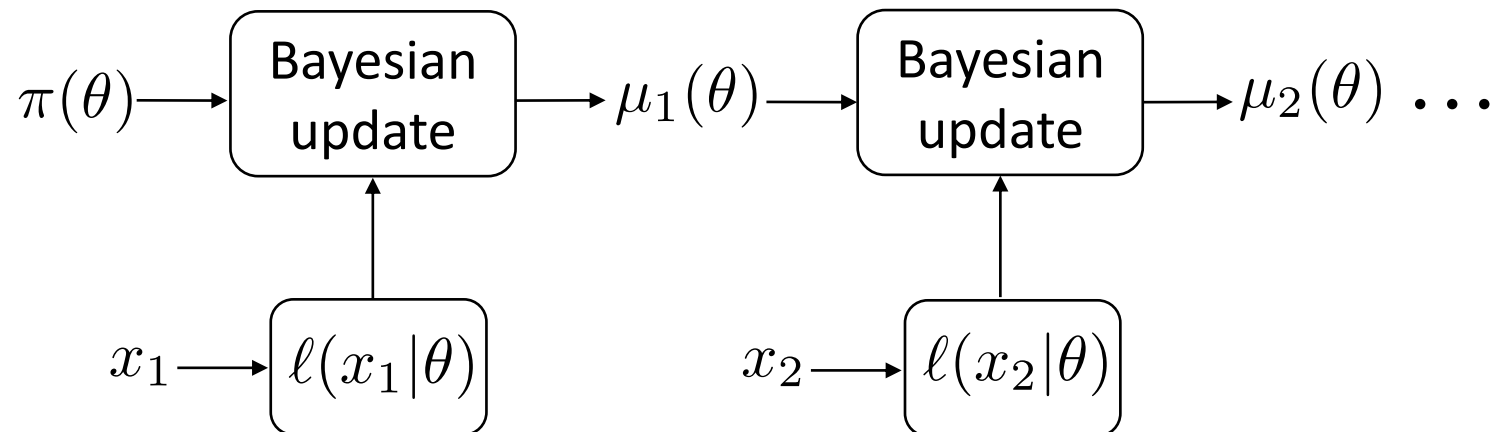 π(θ) Bayesian update μ₁(θ) Bayesian update μ₂(θ) ...
x₁ ℓ(x₁|θ) x₂ ℓ(x₂|θ)